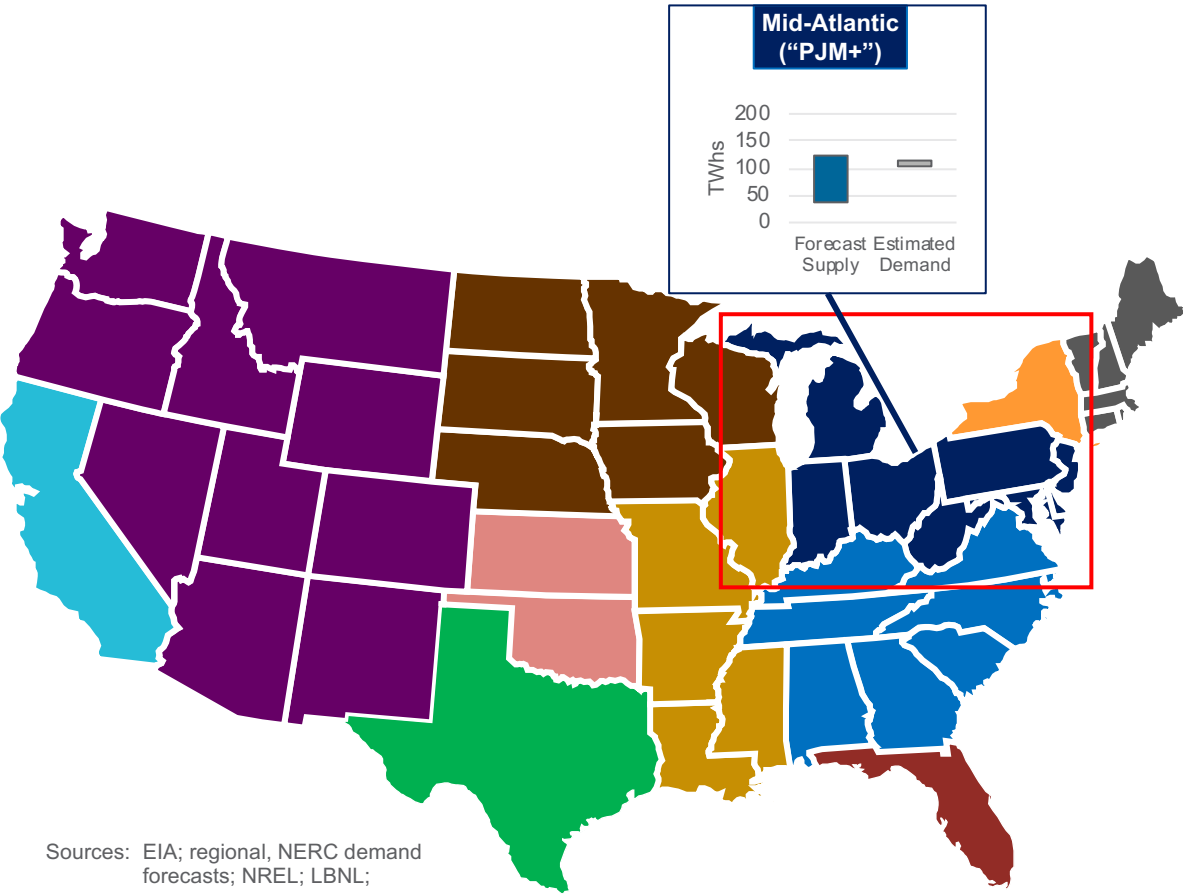 Mid-Atlantic
(“PJM+”)
200
150
100
50
0
TWhs
Forecast Supply
Estimated Demand
Sources: EIA; regional, NERC demand
forecasts; NREL; LBNL;